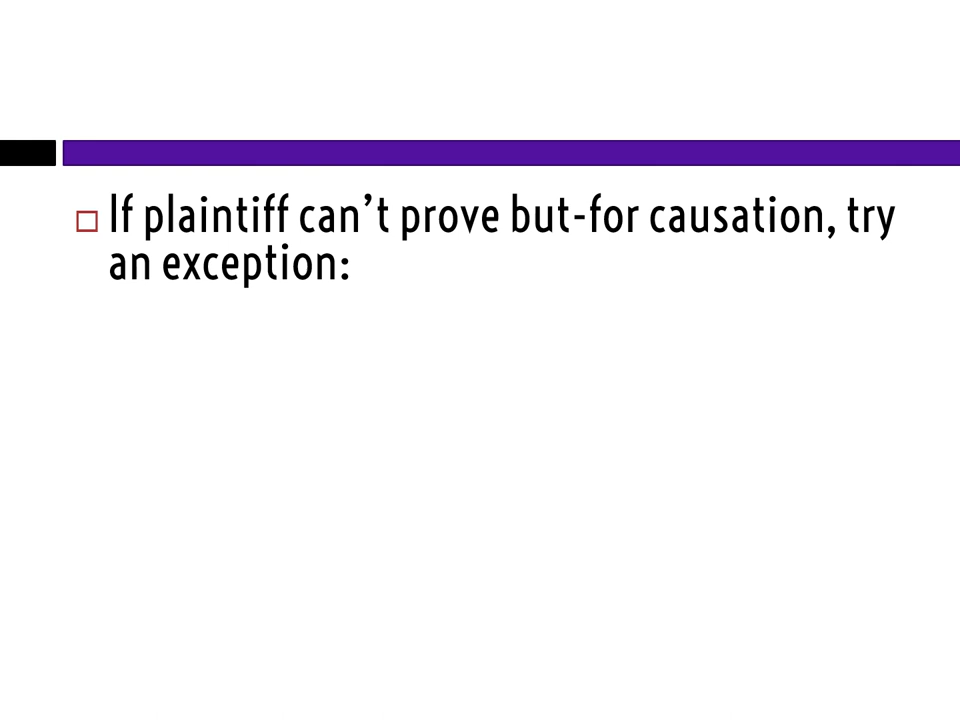 If plaintiff can’t prove but-for causation, try
an exception: